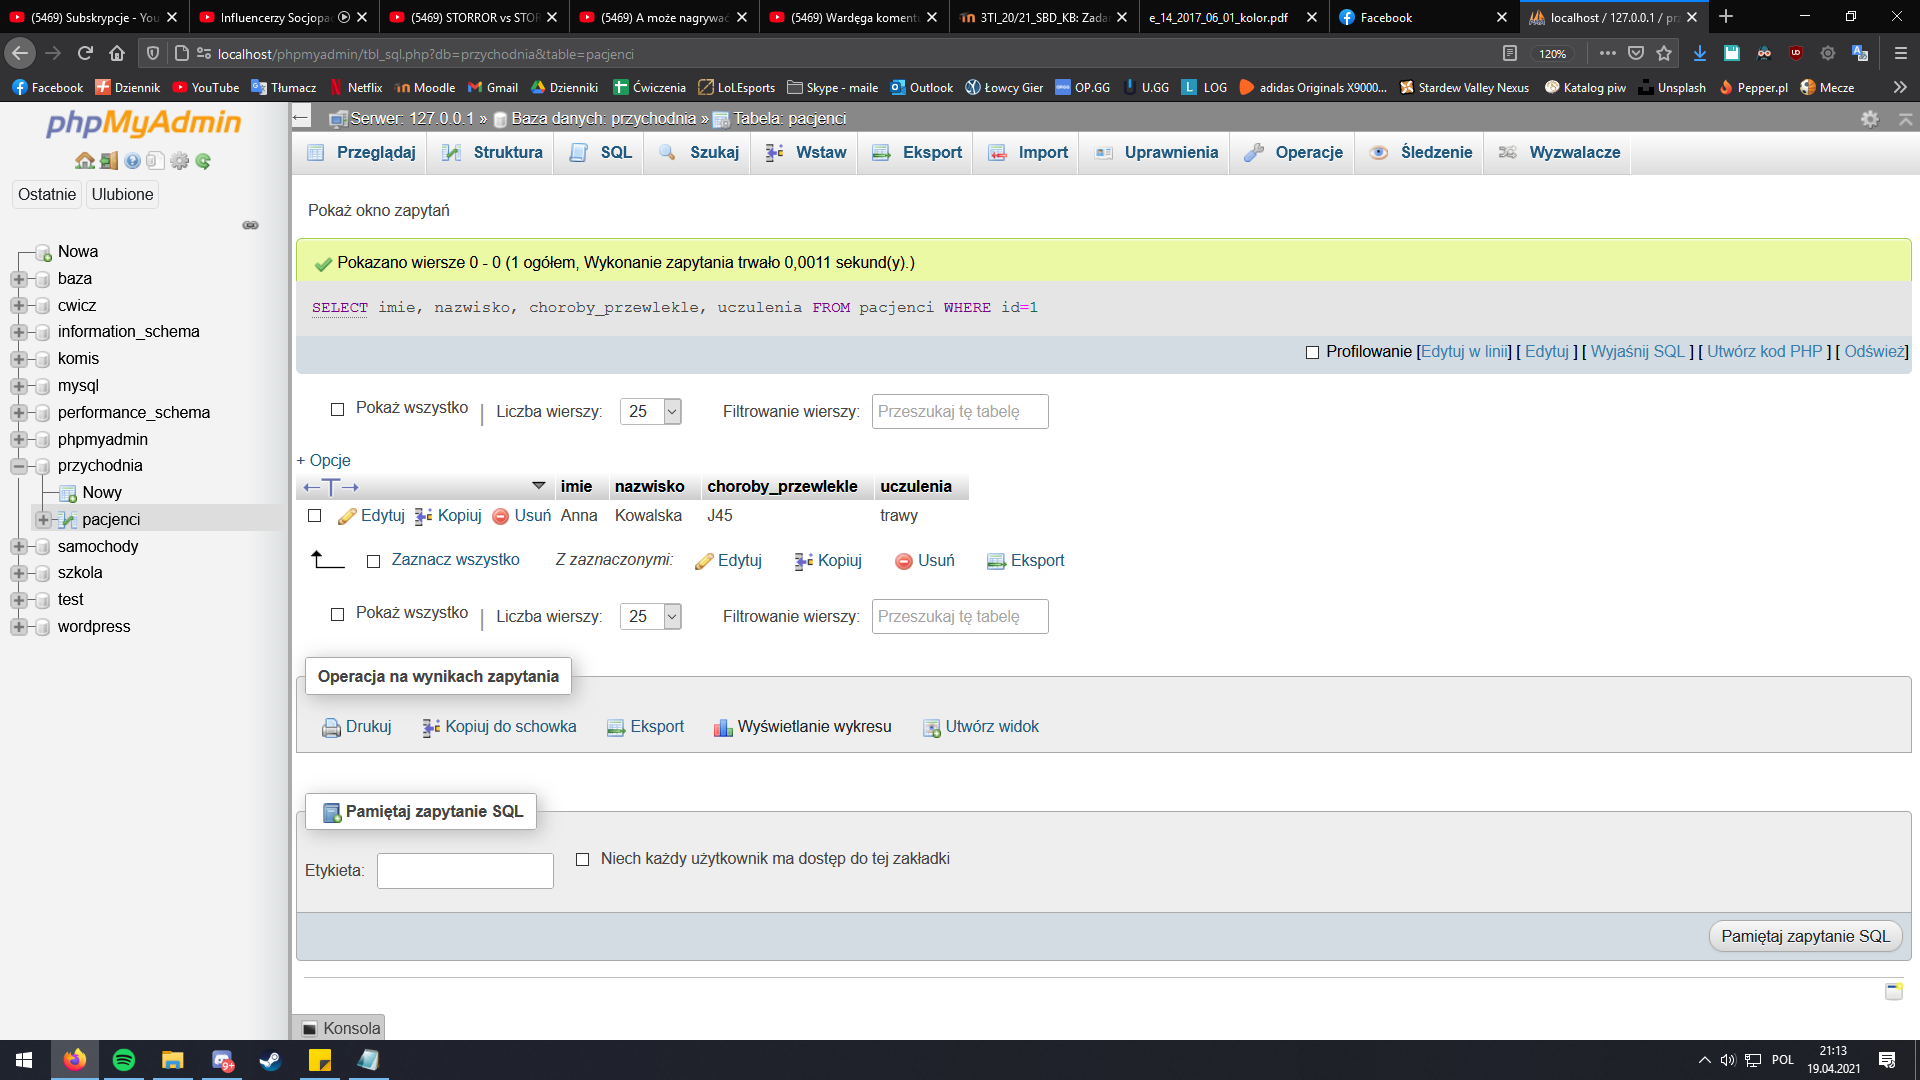 (5469) Subskrypcje - You
Influencerzy Socjopa
(5469) STORROR vs STOR
(5469) A może nagrywać
(5469) Wardęga koment
3TI_20/21_SBD_KB: Zada
e_14_2017_06_01_kolor.pdf
Facebook
localhost / 127.0.0.1 / prz
localhost/phpmyadmin/tbl_sql.php?db=przychodnia&table=pacjenci
120%
Facebook
Dziennik
YouTube
Tłumacz
Netflix
Moodle
Gmail
Dzienniki
Ćwiczenia
LoLEsports
Skype - maile
Outlook
Łowcy Gier
OP.GG
U.GG
LOG
adidas Originals X9000...
Stardew Valley Nexus
Katalog piw
Unsplash
Pepper.pl
Mecze
phpMyAdmin
Ostatnie
Ulubione
Nowa
baza
cwicz
information_schema
komis
mysql
performance_schema
phpmyadmin
przychodnia
Nowy
pacjenci
samochody
szkola
test
wordpress
Serwer: 127.0.0.1 » Baza danych: przychodnia » Tabela: pacjenci
Przeglądaj
Struktura
SQL
Szukaj
Wstaw
Eksport
Import
Uprawnienia
Operacje
Śledzenie
Wyzwalacze
Pokaż okno zapytań
Pokazano wiersze 0 - 0 (1 ogółem, Wykonanie zapytania trwało 0,0011 sekund(y).)
SELECT imie, nazwisko, choroby_przewlekle, uczulenia FROM pacjenci WHERE id=1
Profilowanie [Edytuj w linii] [ Edytuj ] [ Wyjaśnij SQL ] [ Utwórz kod PHP ] [ Odśwież]
Pokaż wszystko | Liczba wierszy: 25 Filtrowanie wierszy: Przeszukaj tę tabelę
+ Opcje
imie nazwisko choroby_przewlekle uczulenia
Edytuj Kopiuj Usuń Anna Kowalska J45 trawy
Zaznacz wszystko Z zaznaczonymi: Edytuj Kopiuj Usuń Eksport
Pokaż wszystko | Liczba wierszy: 25 Filtrowanie wierszy: Przeszukaj tę tabelę
Operacja na wynikach zapytania
Drukuj Kopiuj do schowka Eksport Wyświetlanie wykresu Utwórz widok
Pamiętaj zapytanie SQL
Etykieta: Niech każdy użytkownik ma dostęp do tej zakładki
Pamiętaj zapytanie SQL
Konsola
9+
POL
21:13
19.04.2021